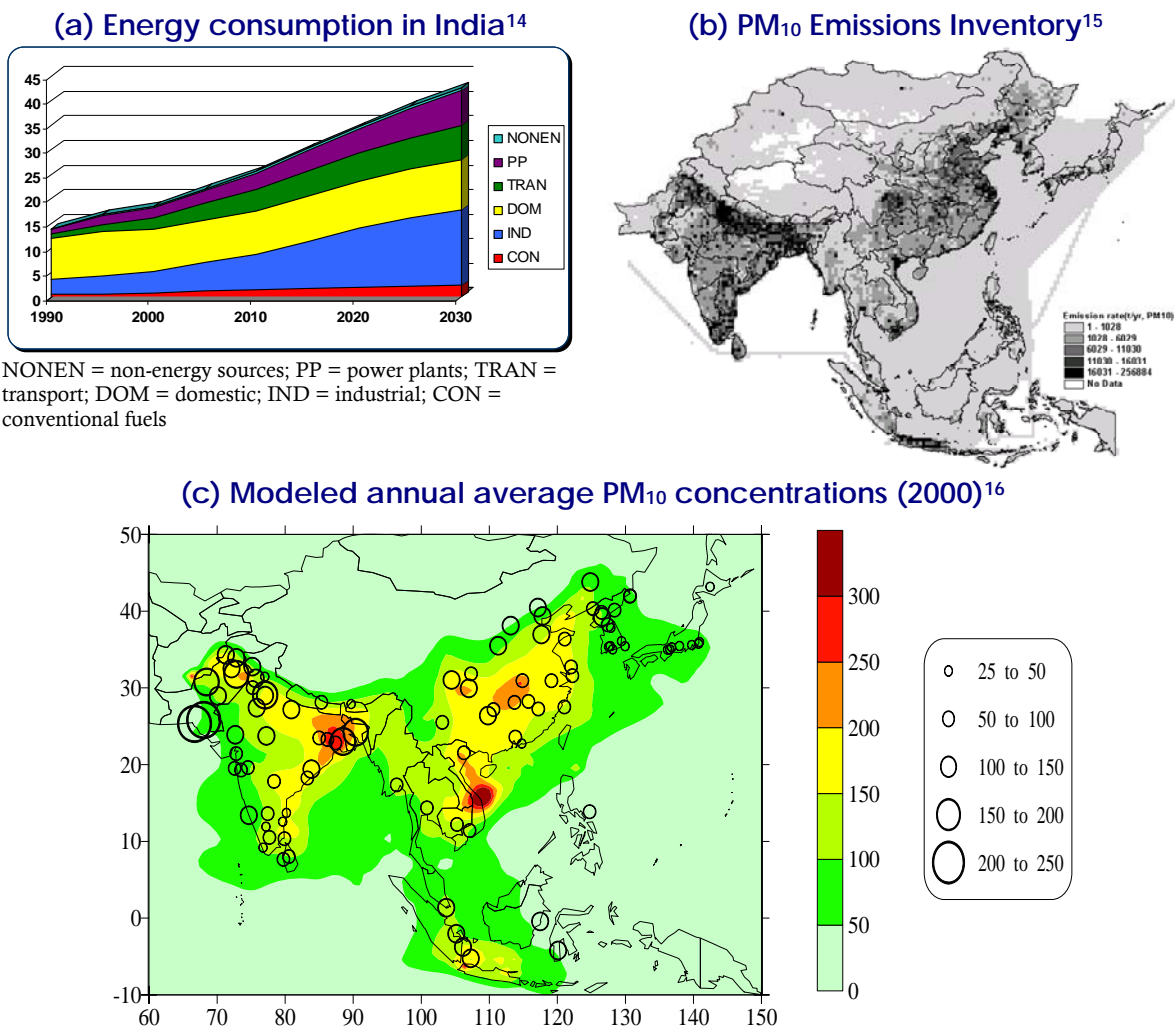 (a) Energy consumption in India14
(b) PM10 Emissions Inventory15
45
40
35
30
25
20
15
10
5
0
1990
2000
2010
2020
2030
NONEN
PP
TRAN
DOM
IND
CON
NONEN = non-energy sources; PP = power plants; TRAN =
transport; DOM = domestic; IND = industrial; CON =
conventional fuels
Emission rate(t/yr, PM10)
1 - 1028
1028 - 6029
6029 - 11030
11030 - 16031
16031 - 256884
No Data
(c) Modeled annual average PM10 concentrations (2000)16
50
40
30
20
10
0
-10
60
70
80
90
100
110
120
130
140
150
300
250
200
150
100
50
0
25 to 50
50 to 100
100 to 150
150 to 200
200 to 250